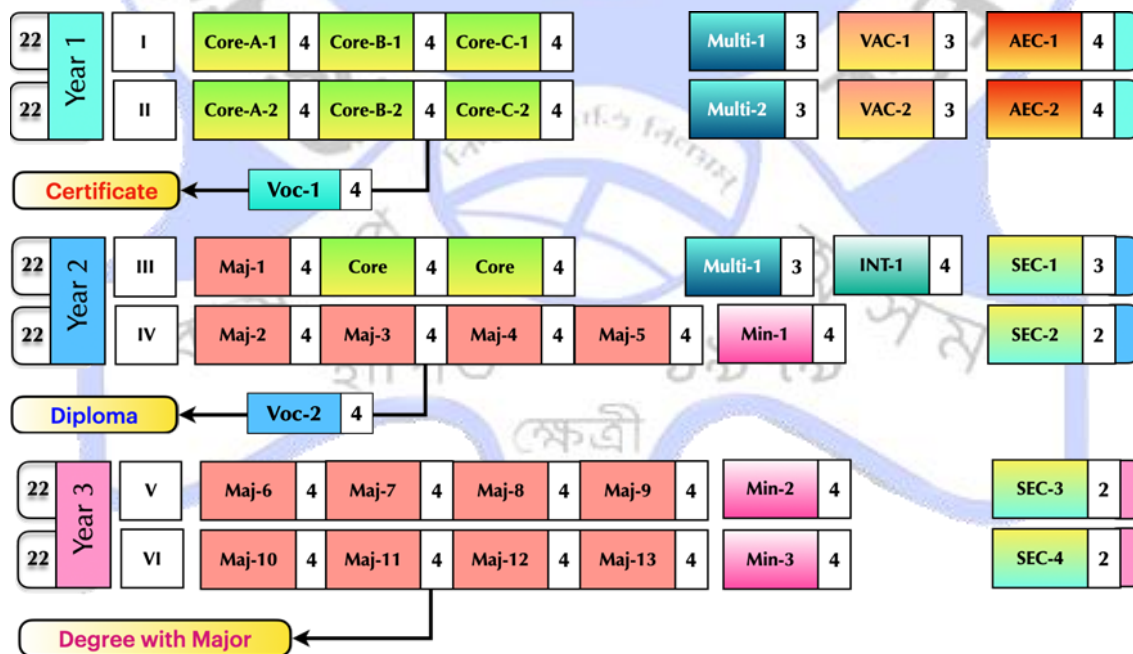 22 Year 1 I Core-A-1 4 Core-B-1 4 Core-C-1 4 Multi-1 3 VAC-1 3 AEC-1 4
22 II Core-A-2 4 Core-B-2 4 Core-C-2 4 Multi-2 3 VAC-2 3 AEC-2 4
Certificate Voc-1 4
22 Year 2 III Maj-1 4 Core 4 Core 4 Multi-1 3 INT-1 4 SEC-1 3
22 IV Maj-2 4 Maj-3 4 Maj-4 4 Maj-5 4 Min-1 4 SEC-2 2
Diploma Voc-2 4
ক্ষেত্ৰী
22 Year 3 V Maj-6 4 Maj-7 4 Maj-8 4 Maj-9 4 Min-2 4 SEC-3 2
22 VI Maj-10 4 Maj-11 4 Maj-12 4 Maj-13 4 Min-3 4 SEC-4 2
Degree with Major